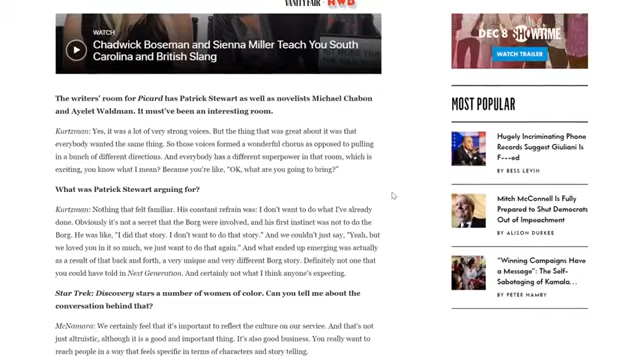 VANITY FAIR
HWD
WATCH
Chadwick Boseman and Sienna Miller Teach You South
Carolina and British Slang
The writers' room for Picard has Patrick Stewart as well as novelists Michael Chabon
and Ayelet Waldman. It must've been an interesting room.
Kurtzman: Yes, it was a lot of very strong voices. But the thing that was great about it was that
everybody wanted the same thing. So those voices formed a wonderful chorus as opposed to pulling
in a bunch of different directions. And everybody has a different superpower in that room, which is
exciting, you know what I mean? Because you're like, "OK, what are you going to bring?"
What was Patrick Stewart arguing for?
Kurtzman: Nothing that felt familiar. His constant refrain was: I don't want to do what I've already
done. Obviously it's not a secret that the Borg were involved, and his first instinct was not to do the
Borg. He was like, "I did that story. I don't want to do that story." And we couldn't just say, "Yeah, but
we loved you in it so much, we just want to do that again." And what ended up emerging was actually
as a result of that back and forth, a very unique and very different Borg story. Definitely not one that
you could have told in Next Generation. And certainly not what I think anyone's expecting.
Star Trek: Discovery stars a number of women of color. Can you tell me about the
conversation behind that?
McNamara: We certainly feel that it's important to reflect the culture on our service. And that's not
just altruistic, although it is a good and important thing. It's also good business. You really want to
reach people in a way that feels specific in terms of characters and story telling.
DEC 8 SHOWTIME
WATCH TRAILER
MOST POPULAR
Hugely Incriminating Phone
Records Suggest Giuliani Is
F---ed
BY BESS LEVIN
Mitch McConnell Is Fully
Prepared to Shut Democrats
Out of Impeachment
BY ALISON DURKEE
"Winning Campaigns Have
a Message": The Self-
Sabotaging of Kamala...
BY PETER HAMBY